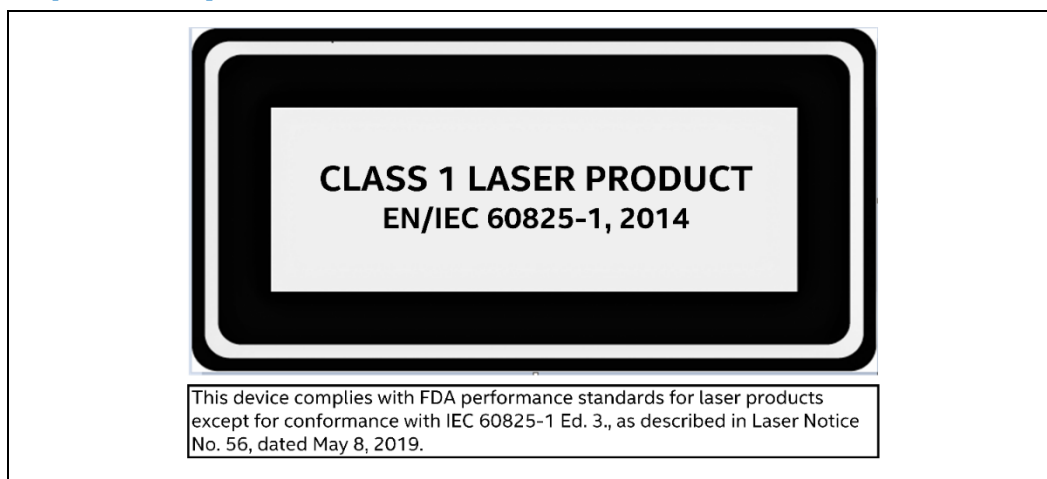 CLASS 1 LASER PRODUCT
EN/IEC 60825-1, 2014
This device complies with FDA performance standards for laser products
except for conformance with IEC 60825-1 Ed. 3., as described in Laser Notice
No. 56, dated May 8, 2019.